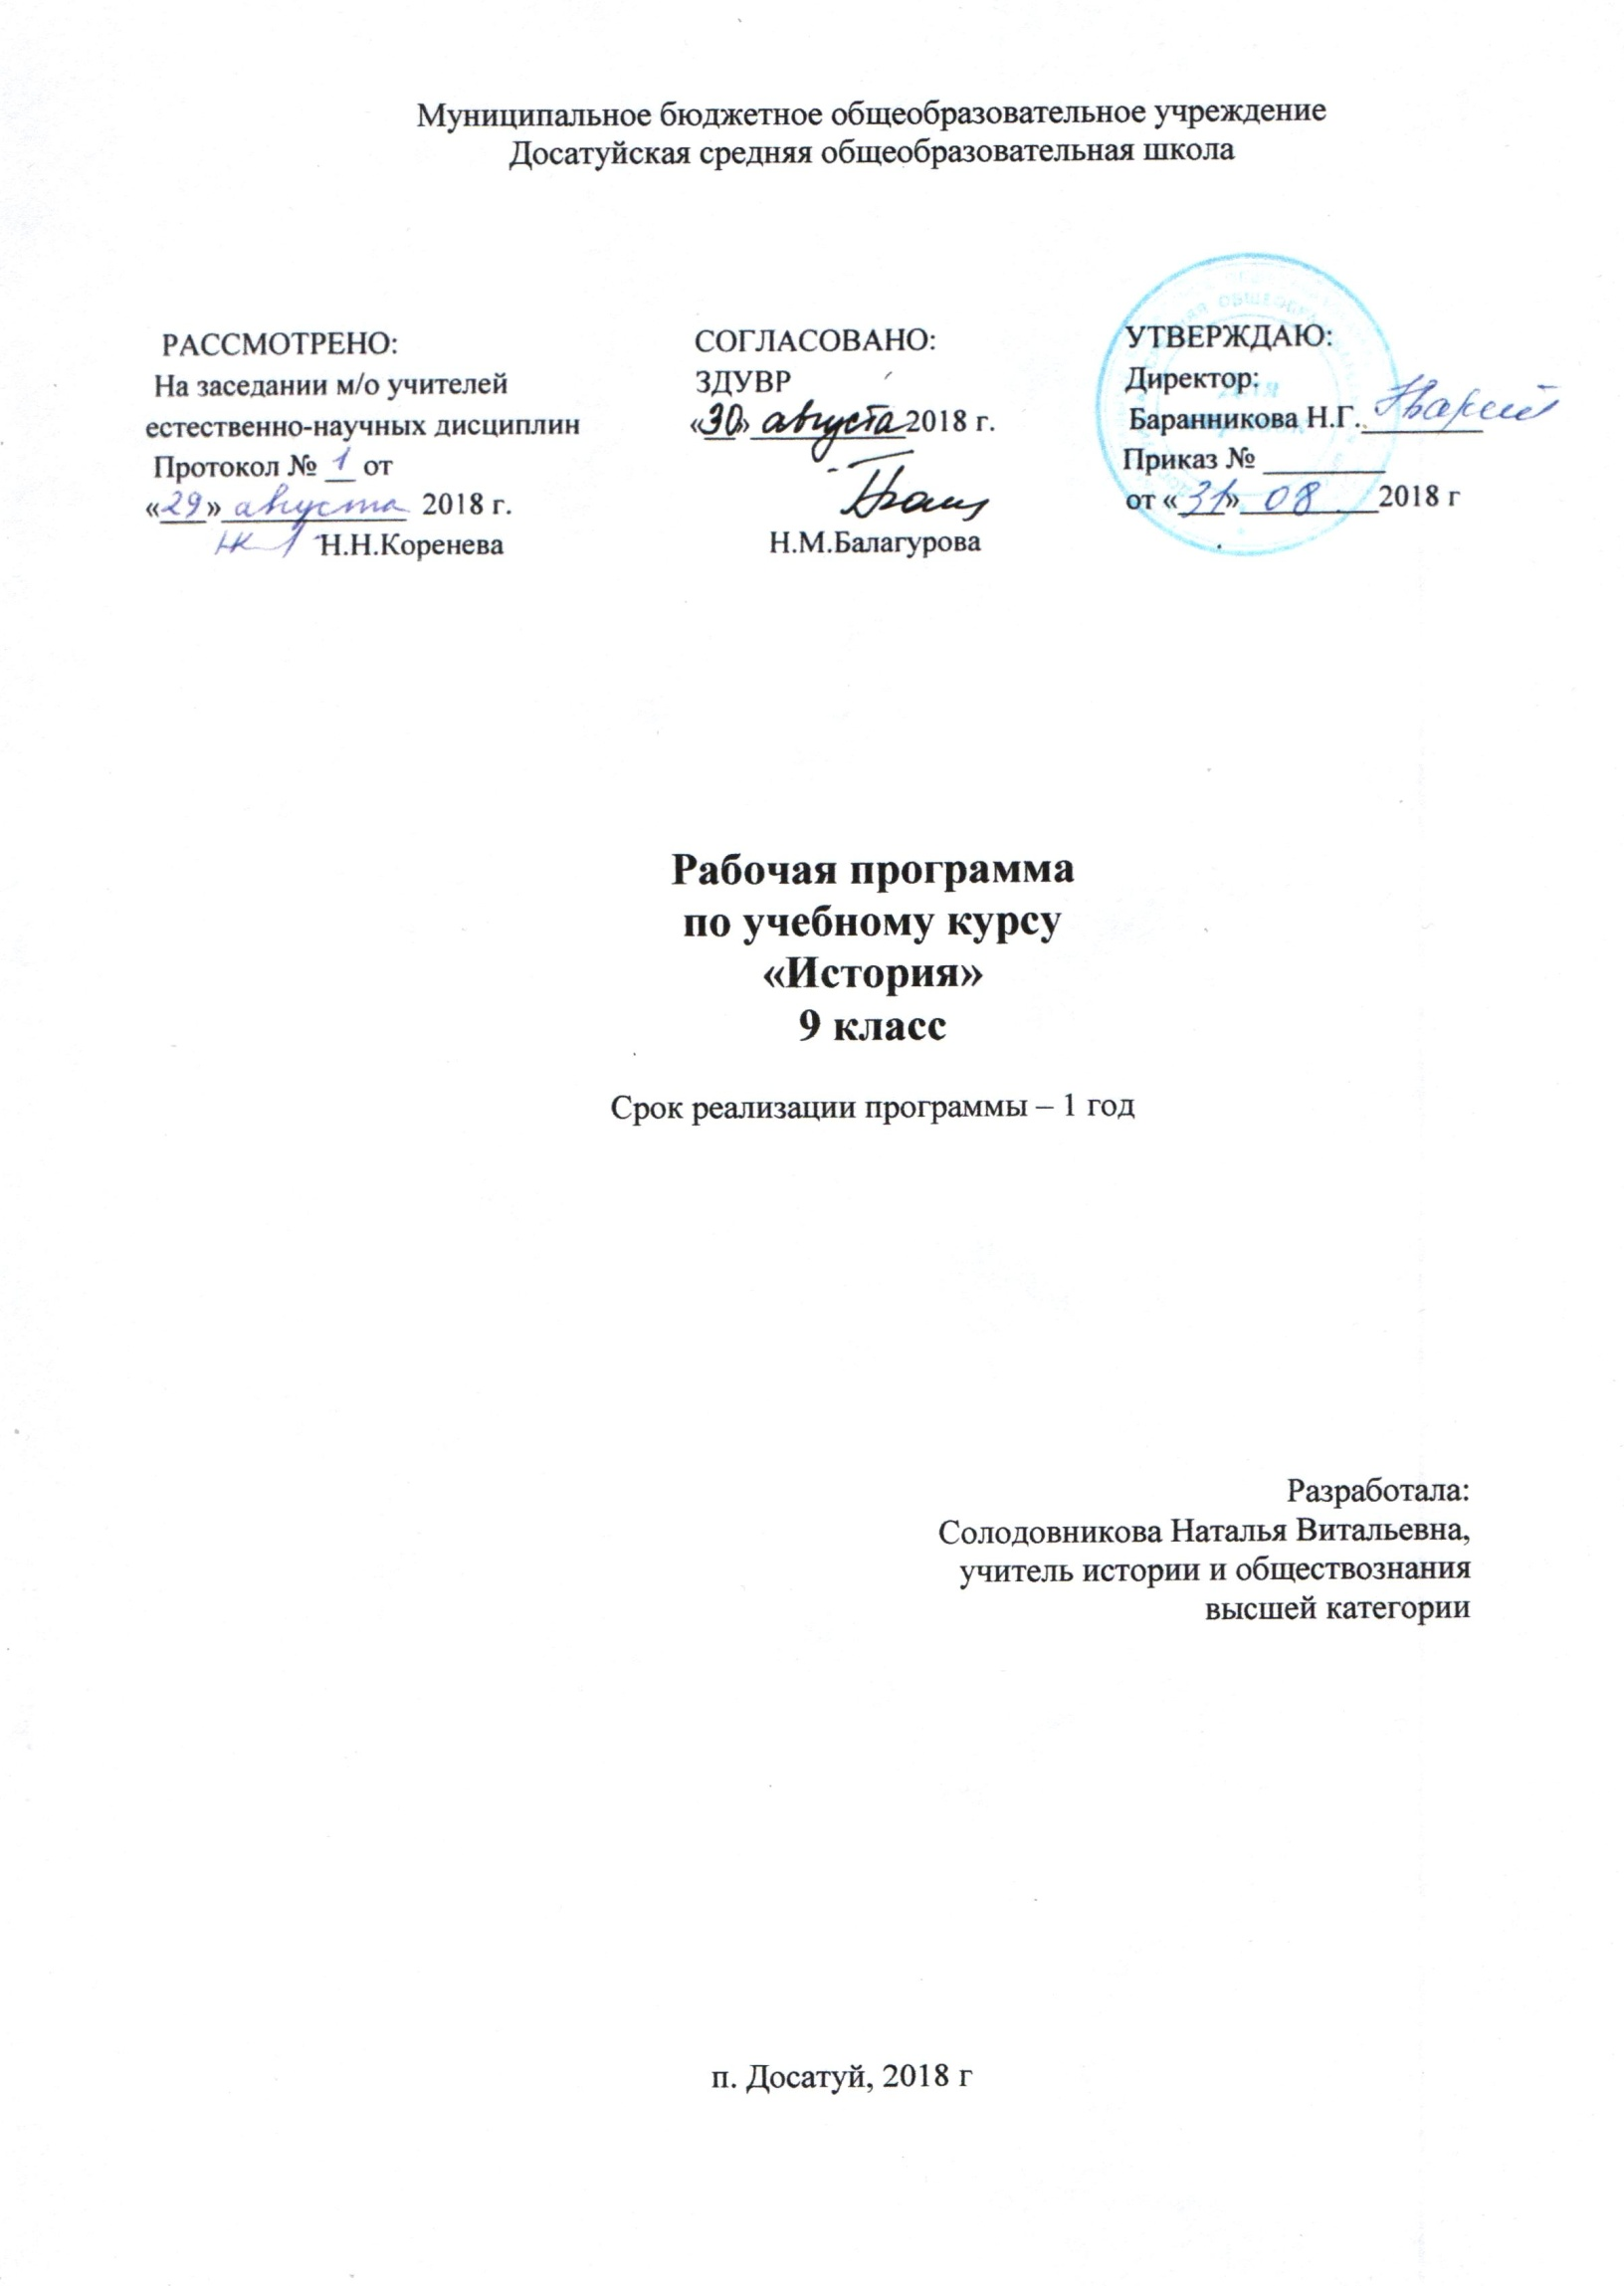 Муниципальное бюджетное общеобразовательное учреждение
Досатуйская средняя общеобразовательная школа
РАССМОТРЕНО:
На заседании м/о учителей
естественно-научных дисциплин
Протокол № 1 от
«29» августа 2018 г.
Н.Н.Коренева
СОГЛАСОВАНО:
ЗДУВР
«30» августа 2018 г.
Н.М.Балагурова
УТВЕРЖДАЮ:
Директор:
Баранникова Н.Г.
Приказ № ________
от «31» 08 2018 г
Рабочая программа
по учебному курсу
«История»
9 класс
Срок реализации программы – 1 год
Разработала:
Солодовникова Наталья Витальевна,
учитель истории и обществознания
высшей категории
п. Досатуй, 2018 г